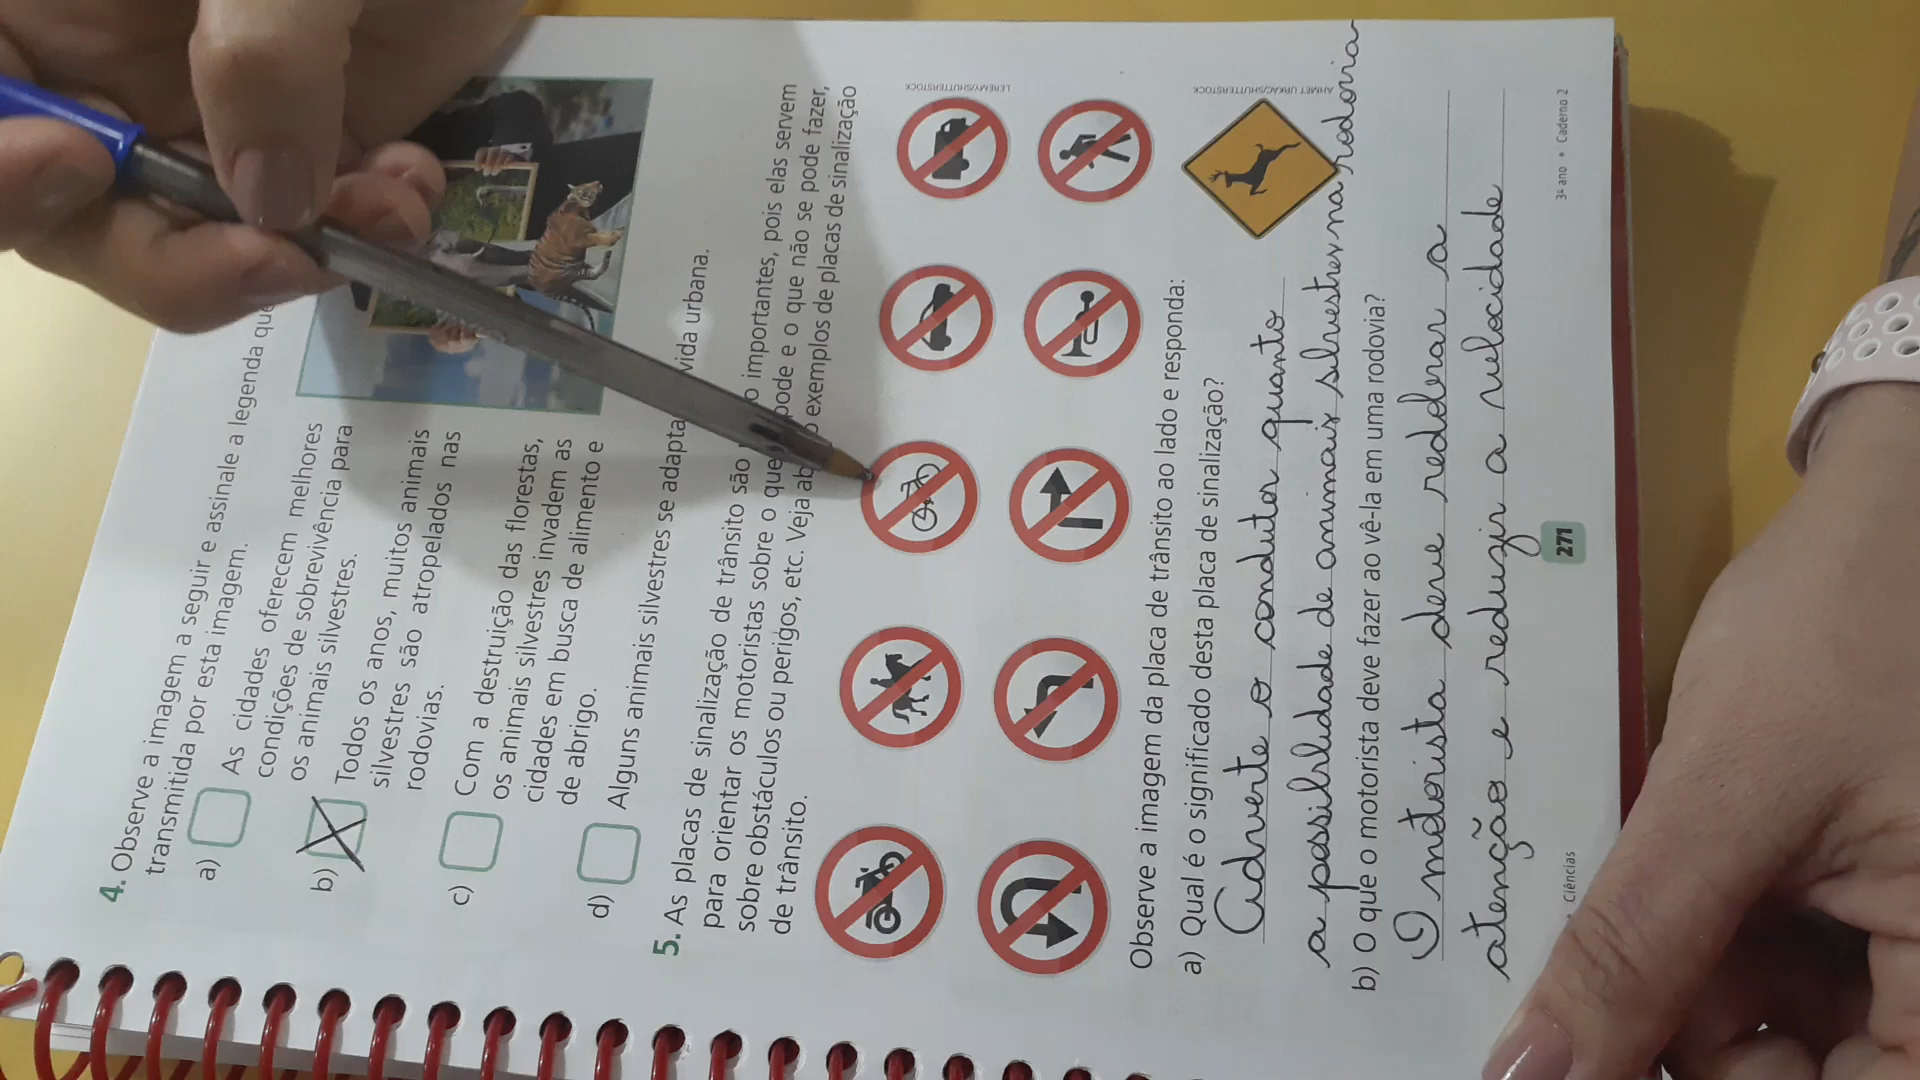 4. Observe a imagem a seguir e assinale a legenda que
transmitida por esta imagem.
a) As cidades oferecem melhores
condições de sobrevivência para
os animais silvestres.
b) Todos os anos, muitos animais
silvestres são atropelados nas
rodovias.
c) Com a destruição das florestas,
os animais silvestres invadem as
cidades em busca de alimento e
de abrigo.
d) Alguns animais silvestres se adapta vida urbana.
5. As placas de sinalização de trânsito são importantes, pois elas servem
para orientar os motoristas sobre o que pode e o que não se pode fazer,
sobre obstáculos ou perigos, etc. Veja exemplos de placas de sinalização
de trânsito.
LEREMY/SHUTTERSTOCK
Observe a imagem da placa de trânsito ao lado e responda:
a) Qual é o significado desta placa de sinalização?
AHMET URKAC/SHUTTERSTOCK
Adverte o condutor quanto
a possibilidade de animais silvestres na rodovia
b) O que o motorista deve fazer ao vê-la em uma rodovia?
O motorista deve redobrar a
atenção e reduzir a velocidade
Ciências
271
3º ano • Caderno 2